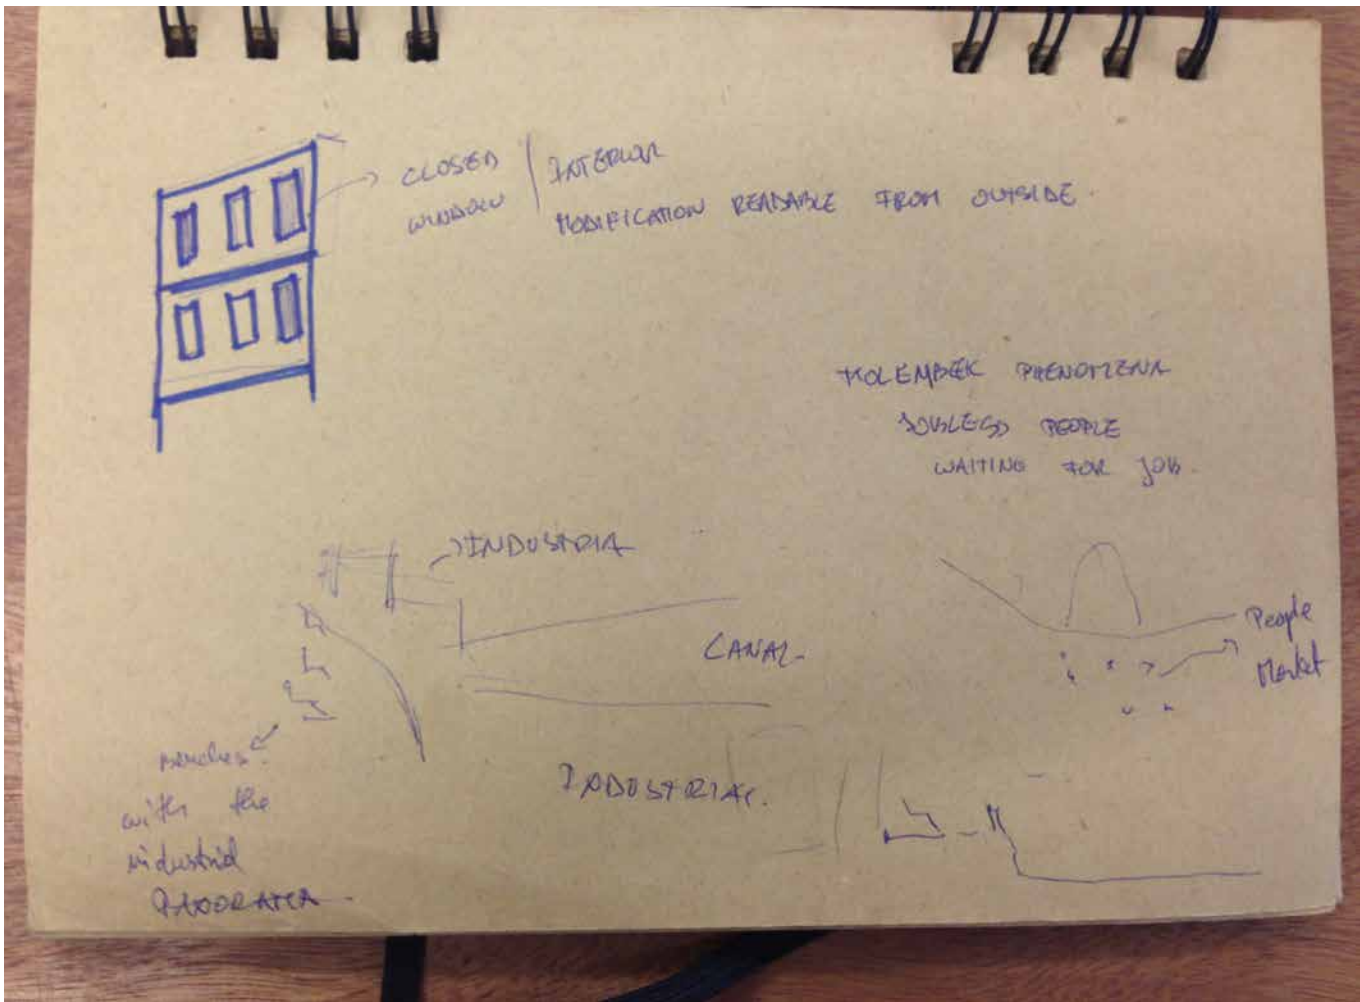 CLOSED / INTERIOR
WINDOW / MODIFICATION READABLE FROM OUTSIDE.
MOLEMBEEK PHENOMENA
JOBLESS PEOPLE
WAITING FOR JOB.
INDUSTRIA
CANAL
People
Market
INDUSTRIAL.
Benches
with the
industrial
PANORAMA.